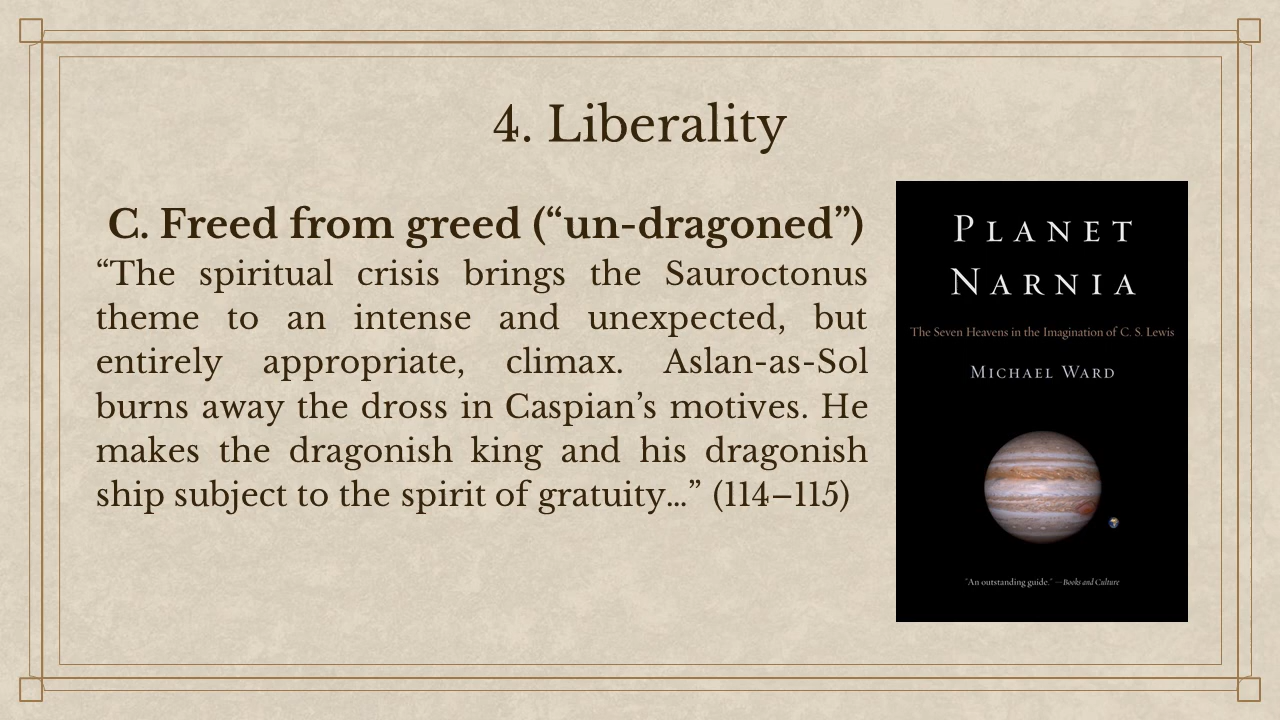 4. Liberality
C. Freed from greed (“un-dragoned”)
“The spiritual crisis brings the Sauroctonus
theme to an intense and unexpected, but
entirely appropriate, climax. Aslan-as-Sol
burns away the dross in Caspian’s motives. He
makes the dragonish king and his dragonish
ship subject to the spirit of gratuity…” (114–115)
PLANET
NARNIA
The Seven Heavens in the Imagination of C. S. Lewis
MICHAEL WARD
"An outstanding guide." —Books and Culture